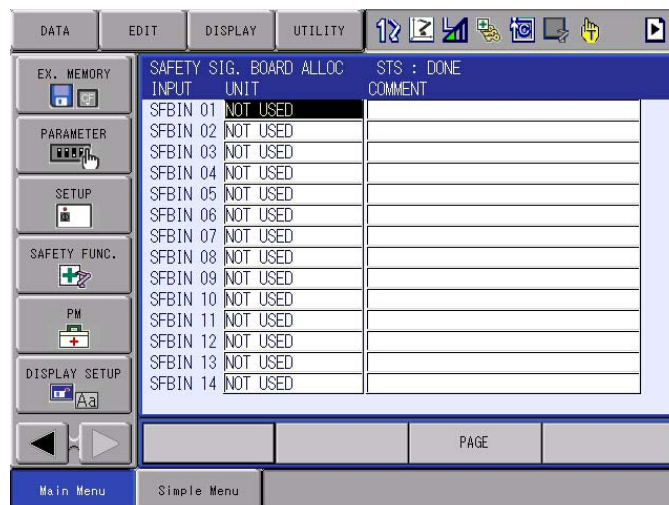 DATA EDIT DISPLAY UTILITY
EX. MEMORY
CF
PARAMETER
SETUP
SAFETY FUNC.
PM
DISPLAY SETUP
Aa
SAFETY SIG. BOARD ALLOC STS : DONE
INPUT UNIT COMMENT
SFBIN 01 NOT USED
SFBIN 02 NOT USED
SFBIN 03 NOT USED
SFBIN 04 NOT USED
SFBIN 05 NOT USED
SFBIN 06 NOT USED
SFBIN 07 NOT USED
SFBIN 08 NOT USED
SFBIN 09 NOT USED
SFBIN 10 NOT USED
SFBIN 11 NOT USED
SFBIN 12 NOT USED
SFBIN 13 NOT USED
SFBIN 14 NOT USED
PAGE
Main Menu Simple Menu